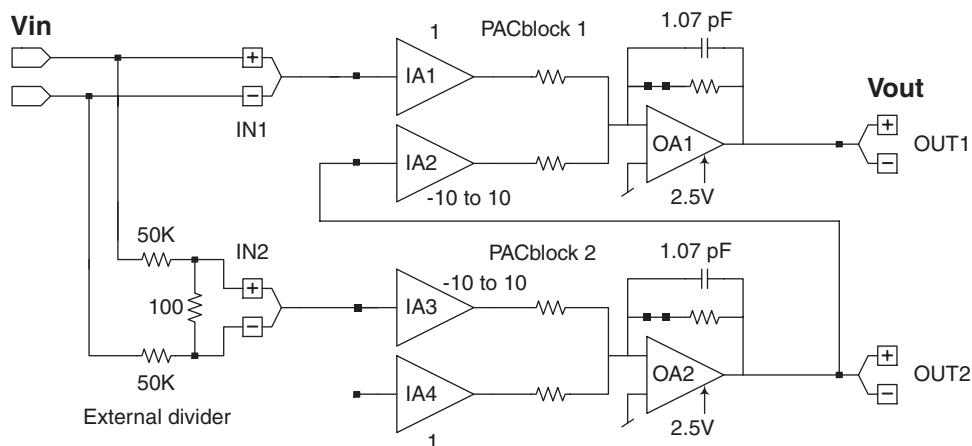 Vin
1
PACblock 1
1.07 pF
+
IA1
Vout
−
IN1
+
OA1
OUT1
IA2
−
-10 to 10
2.5V
50K
IN2
PACblock 2
1.07 pF
-10 to 10
+
100
IA3
−
+
50K
IA4
OA2
OUT2
−
External divider
1
2.5V